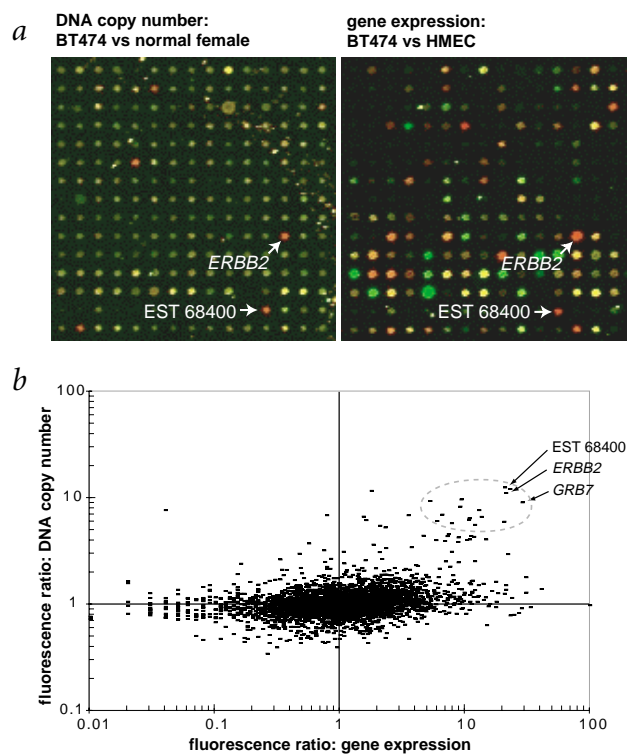 a
DNA copy number:
BT474 vs normal female
gene expression:
BT474 vs HMEC
ERBB2
EST 68400
ERBB2
EST 68400
b
fluorescence ratio: DNA copy number
100
10
1
0.1
EST 68400
ERBB2
GRB7
0.01
0.1
1
10
100
fluorescence ratio: gene expression